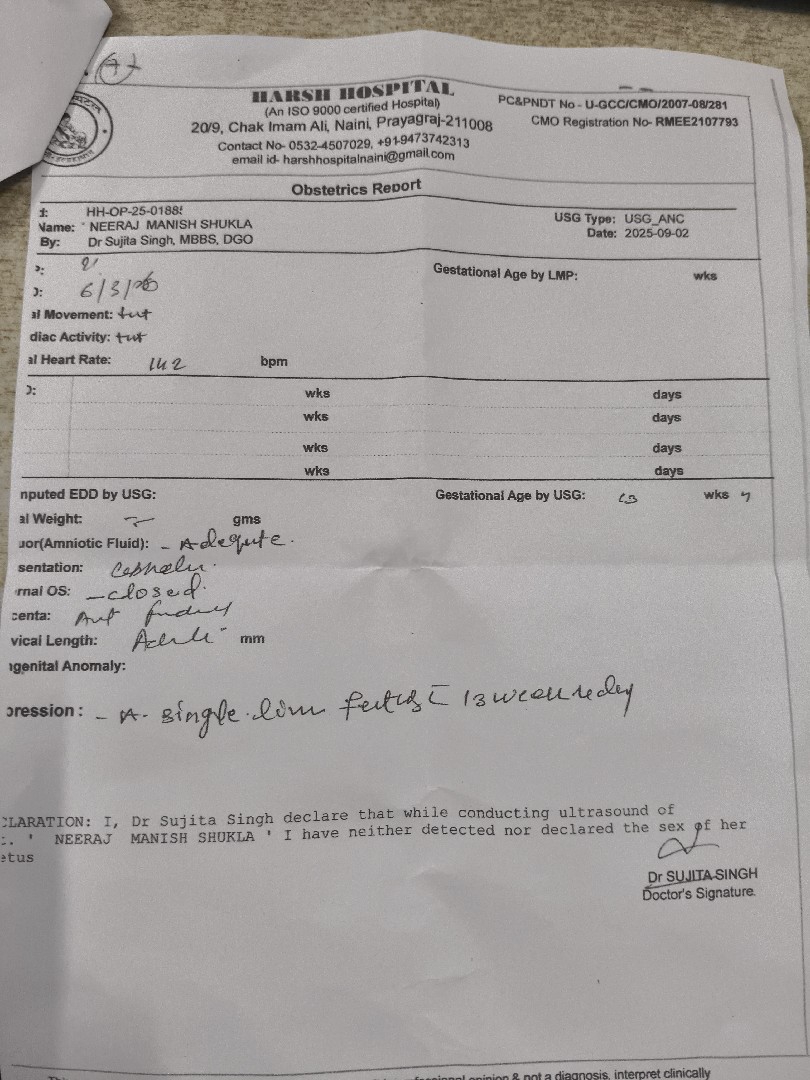 HARSH HOSPITAL
(An ISO 9000 certified Hospital)
20/9, Chak Imam Ali, Naini, Prayagraj-211008
Contact No- 0532-4507029, +91-9473742313
email id- harshhospitalnaini@gmail.com
PC&PNDT No - U-GCC/CMO/2007-08/281
CMO Registration No- RMEE2107793
Obstetrics Report
HH-OP-25-0188
Name: ' NEERAJ MANISH SHUKLA
By: Dr Sujita Singh, MBBS, DGO
USG Type: USG_ANC
Date: 2025-09-02
Gestational Age by LMP: wks
6/3/26
al Movement:
diac Activity:
al Heart Rate: 142 bpm
wks days
wks days
wks days
wks days
nputed EDD by USG:
Gestational Age by USG: 13 wks
al Weight: gms
uor(Amniotic Fluid): - Adequte.
sentation:
rnal OS: - closed.
centa: Ant
vical Length: mm
ngenital Anomaly:
pression : - A. single
CLARATION: I, Dr Sujita Singh declare that while conducting ultrasound of
' NEERAJ MANISH SHUKLA ' I have neither detected nor declared the sex of her
etus
Dr SUJITA SINGH
Doctor's Signature.
opinion & not a diagnosis, interpret clinically